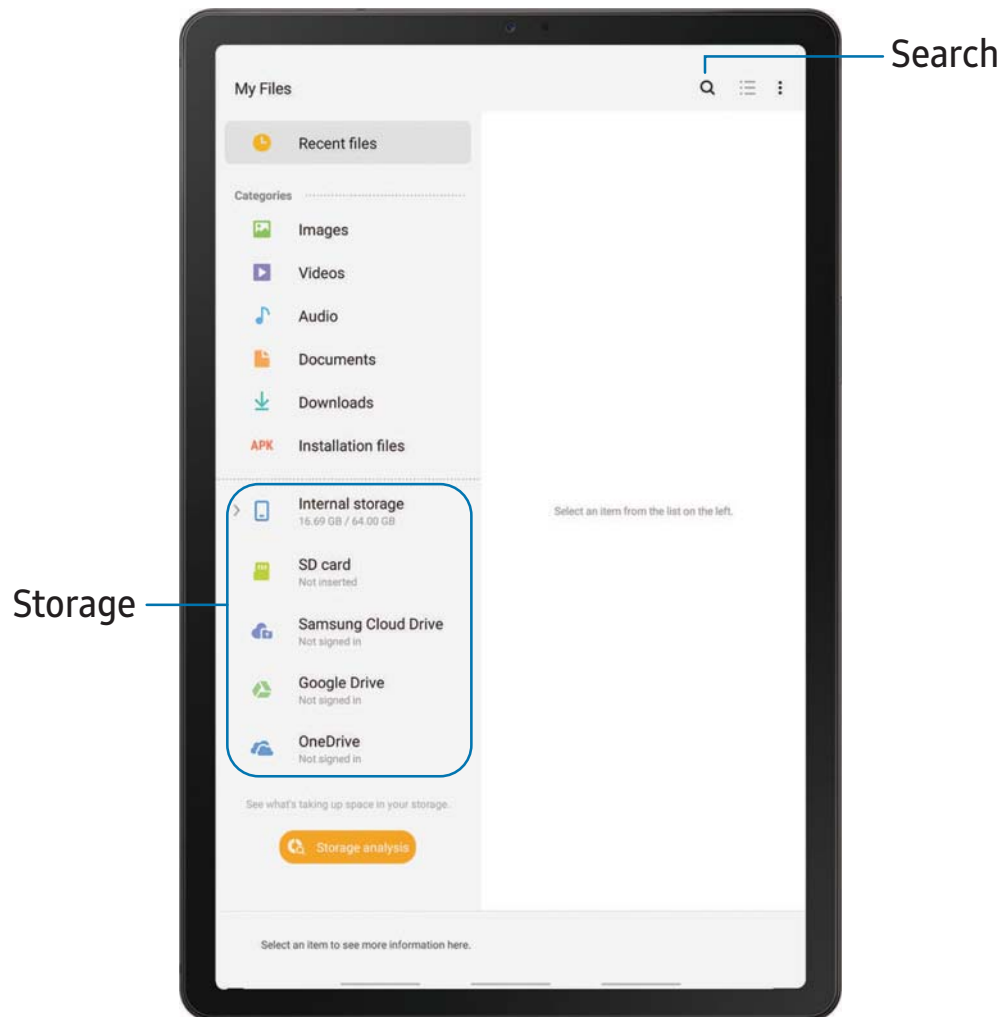 Search
My Files
Recent files
Categories
Images
Videos
Audio
Documents
Downloads
APK Installation files
Internal storage
16.69 GB / 64.00 GB
Select an item from the list on the left.
SD card
Not inserted
Storage
Samsung Cloud Drive
Not signed in
Google Drive
Not signed in
OneDrive
Not signed in
See what's taking up space in your storage.
Storage analysis
Select an item to see more information here.